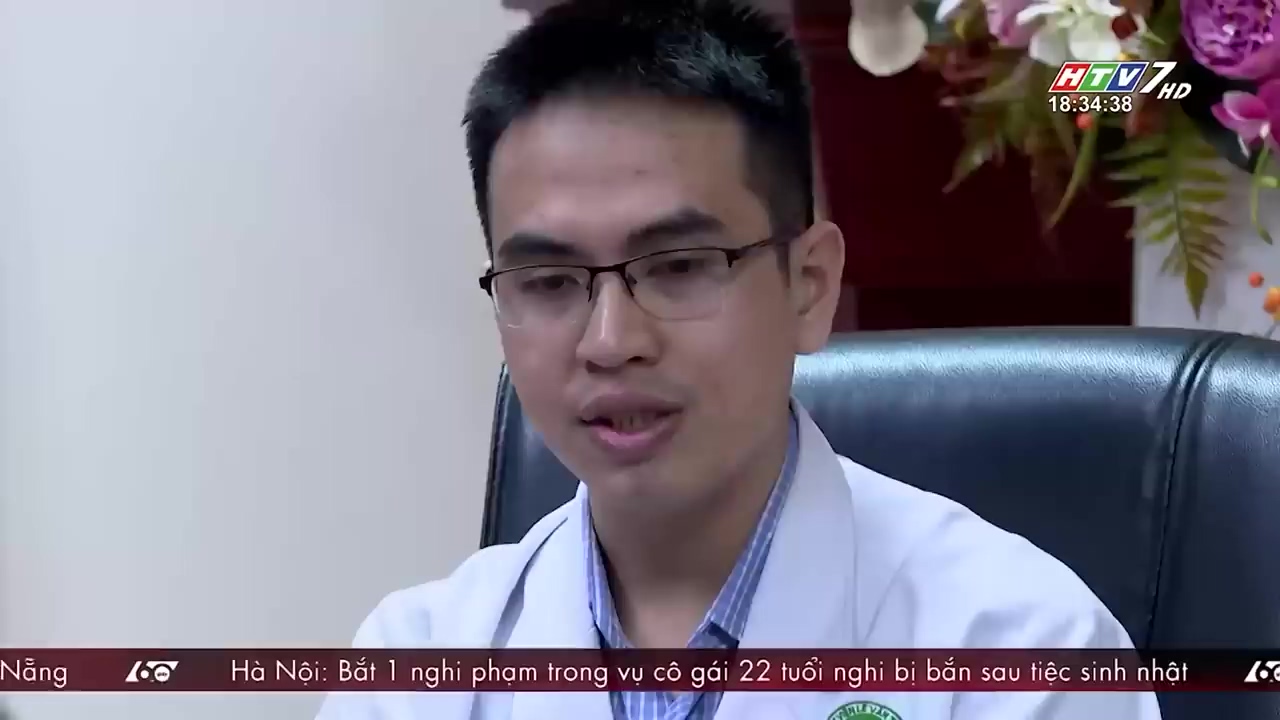 HTV7 HD
18:34:38
Nẵng 60 Hà Nội: Bắt 1 nghi phạm trong vụ cô gái 22 tuổi nghi bị bắn sau tiệc sinh nhật